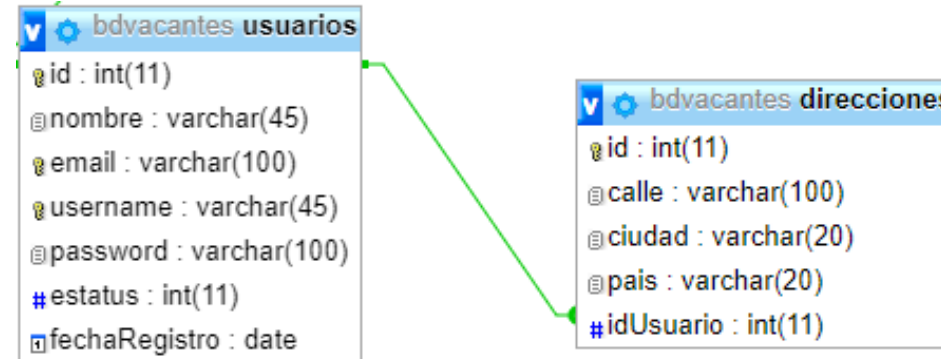 bdvacantes usuarios
id : int(11)
nombre : varchar(45)
email : varchar(100)
username : varchar(45)
password : varchar(100)
# estatus : int(11)
fechaRegistro : date
bdvacantes direcciones
id : int(11)
calle : varchar(100)
ciudad : varchar(20)
pais : varchar(20)
# idUsuario : int(11)